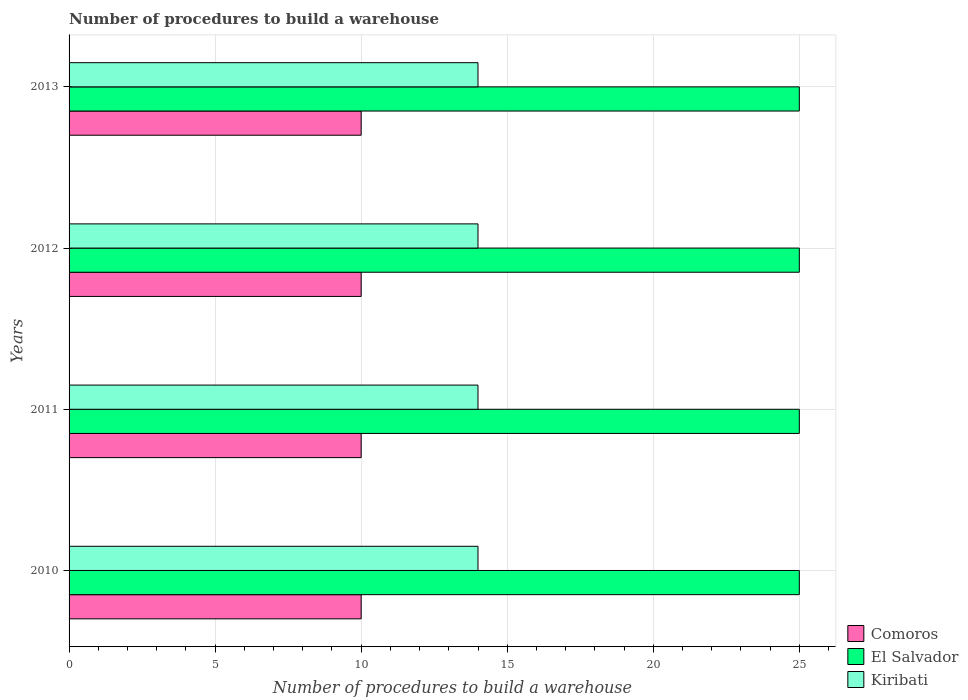 Number of procedures to build a warehouse
2013
2012
2011
2010
Years
0
5
10
15
20
25
Number of procedures to build a warehouse
Comoros
El Salvador
Kiribati